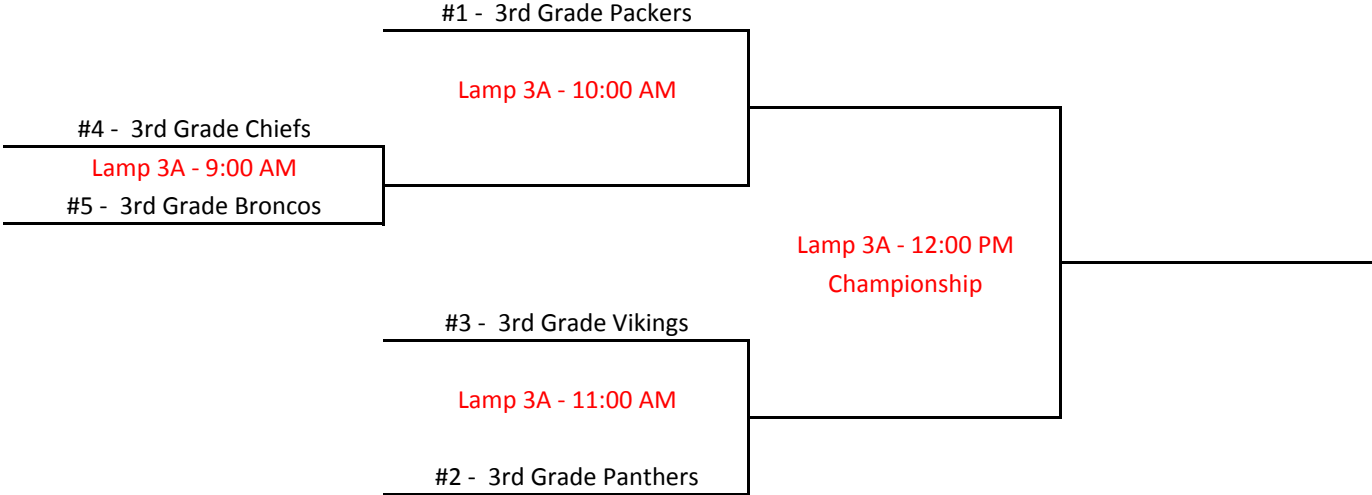 #1 - 3rd Grade Packers
Lamp 3A - 10:00 AM
#4 - 3rd Grade Chiefs
Lamp 3A - 9:00 AM
#5 - 3rd Grade Broncos
Lamp 3A - 12:00 PM
Championship
#3 - 3rd Grade Vikings
Lamp 3A - 11:00 AM
#2 - 3rd Grade Panthers